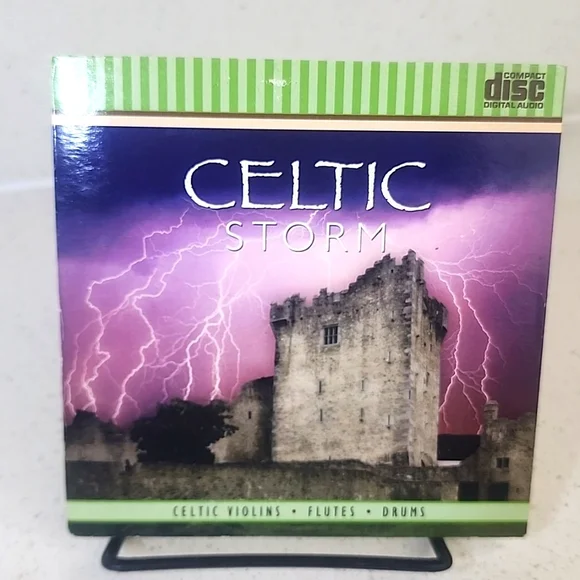 COMPACT
disc
DIGITAL AUDIO
CELTIC
STORM
CELTIC VIOLINS • FLUTES • DRUMS